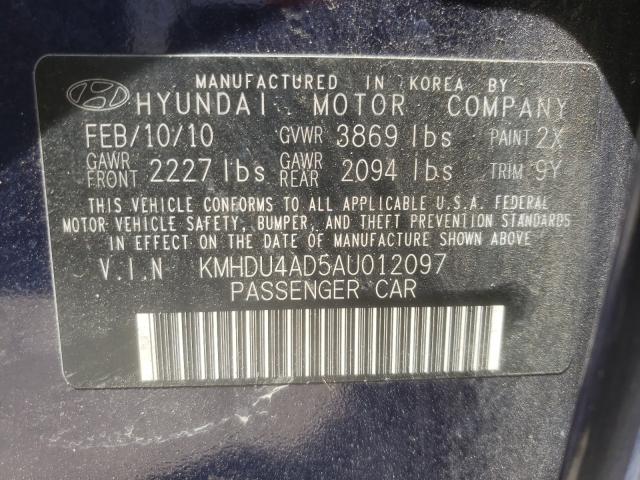 MANUFACTURED IN KOREA BY
HYUNDAI MOTOR COMPANY
FEB/10/10 GVWR 3869 lbs PAINT 2X
GAWR FRONT 2227 lbs GAWR REAR 2094 lbs TRIM 9Y
THIS VEHICLE CONFORMS TO ALL APPLICABLE U.S.A. FEDERAL
MOTOR VEHICLE SAFETY, BUMPER, AND THEFT PREVENTION STANDARDS
IN EFFECT ON THE DATE OF MANUFACTURE SHOWN ABOVE.
V.I.N KMHDU4AD5AU012097
PASSENGER CAR